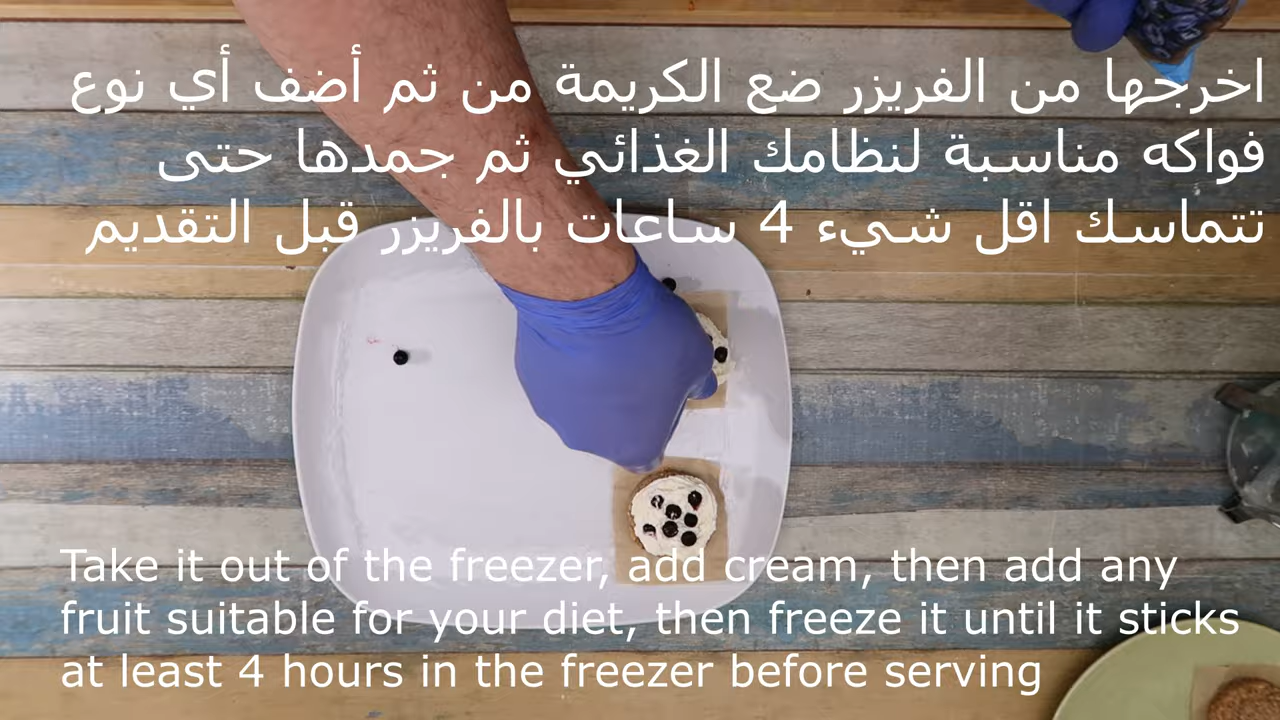 اخرجها من الفريزر ضع الكريمة من ثم أضف أي نوع
فواكه مناسبة لنظامك الغذائي ثم جمدها حتى
تتماسك اقل شيء 4 ساعات بالفريزر قبل التقديم
Take it out of the freezer, add cream, then add any
fruit suitable for your diet, then freeze it until it sticks
at least 4 hours in the freezer before serving